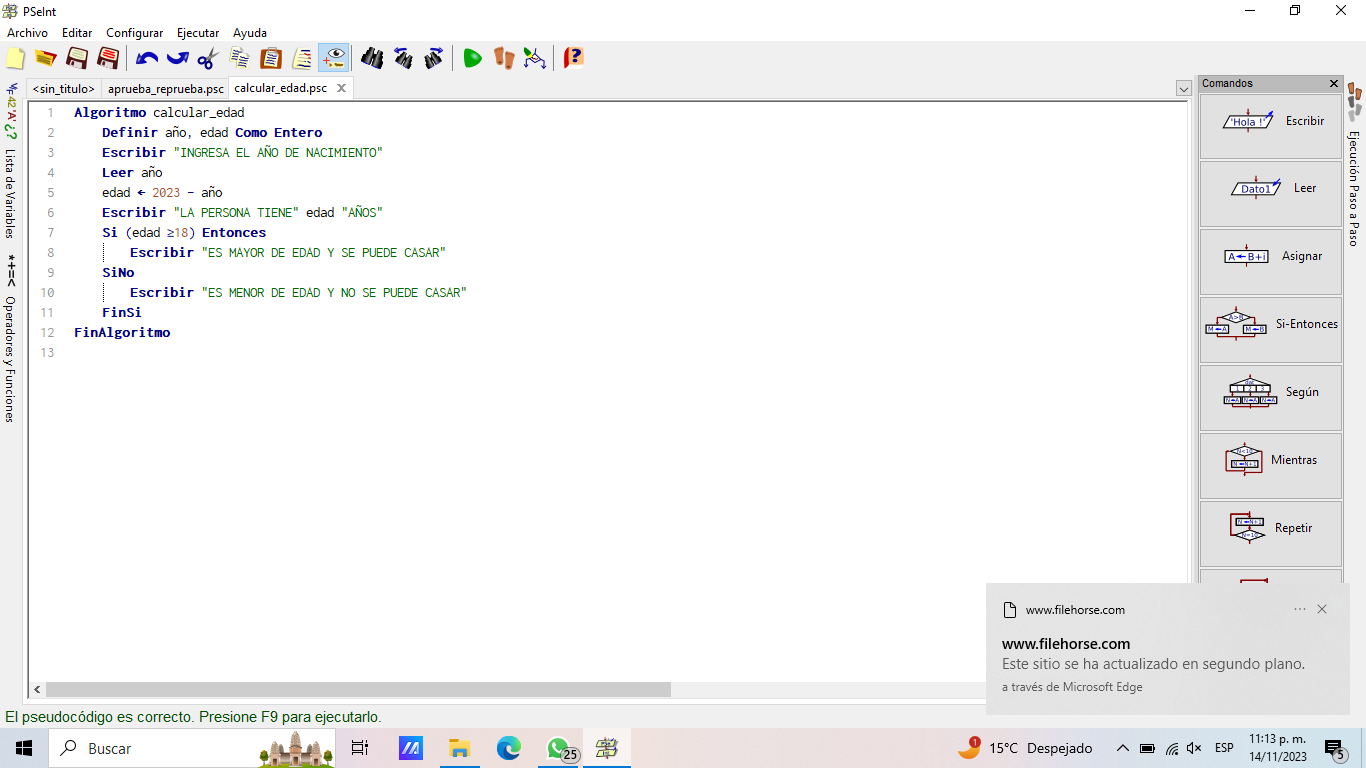 PSeInt
Archivo Editar Configurar Ejecutar Ayuda
<sin_titulo> aprueba_reprueba.psc calcular_edad.psc
Lista de Variables
*+=<
Operadores y Funciones
1 Algoritmo calcular_edad
2 Definir año, edad Como Entero
3 Escribir "INGRESA EL AÑO DE NACIMIENTO"
4 Leer año
5 edad ← 2023 - año
6 Escribir "LA PERSONA TIENE" edad "AÑOS"
7 Si (edad ≥18) Entonces
8 Escribir "ES MAYOR DE EDAD Y SE PUEDE CASAR"
9 SiNo
10 Escribir "ES MENOR DE EDAD Y NO SE PUEDE CASAR"
11 FinSi
12 FinAlgoritmo
13
Comandos
'Hola !' Escribir
Dato1 Leer
A←B+i Asignar
A>B
M←A M←B
Si-Entonces
1 2 3
Según
Mientras
Repetir
Ejecución Paso a Paso
www.filehorse.com
www.filehorse.com
Este sitio se ha actualizado en segundo plano.
a través de Microsoft Edge
El pseudocódigo es correcto. Presione F9 para ejecutarlo.
Buscar
25
1
15°C Despejado
ESP
11:13 p. m.
14/11/2023
5